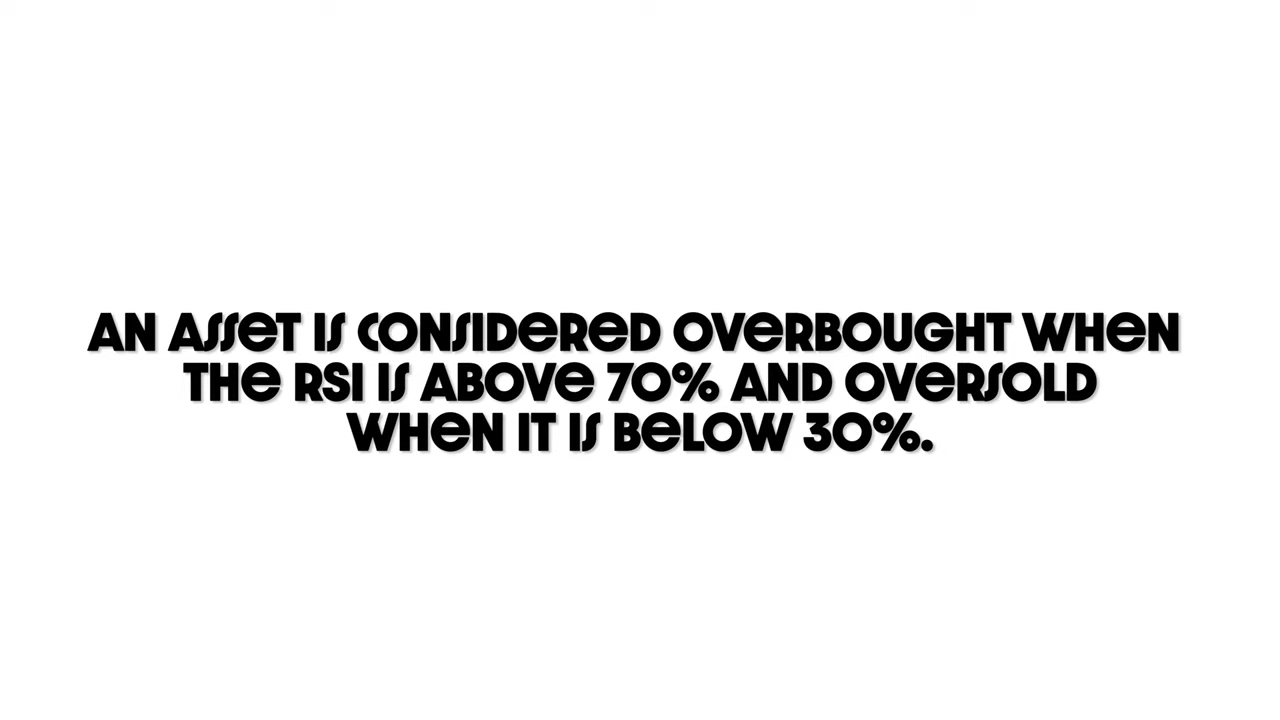 AN ASSET IS CONSIDERED OVERBOUGHT WHEN
THE RSI IS ABOVE 70% AND OVERSOLD
WHEN IT IS BELOW 30%.